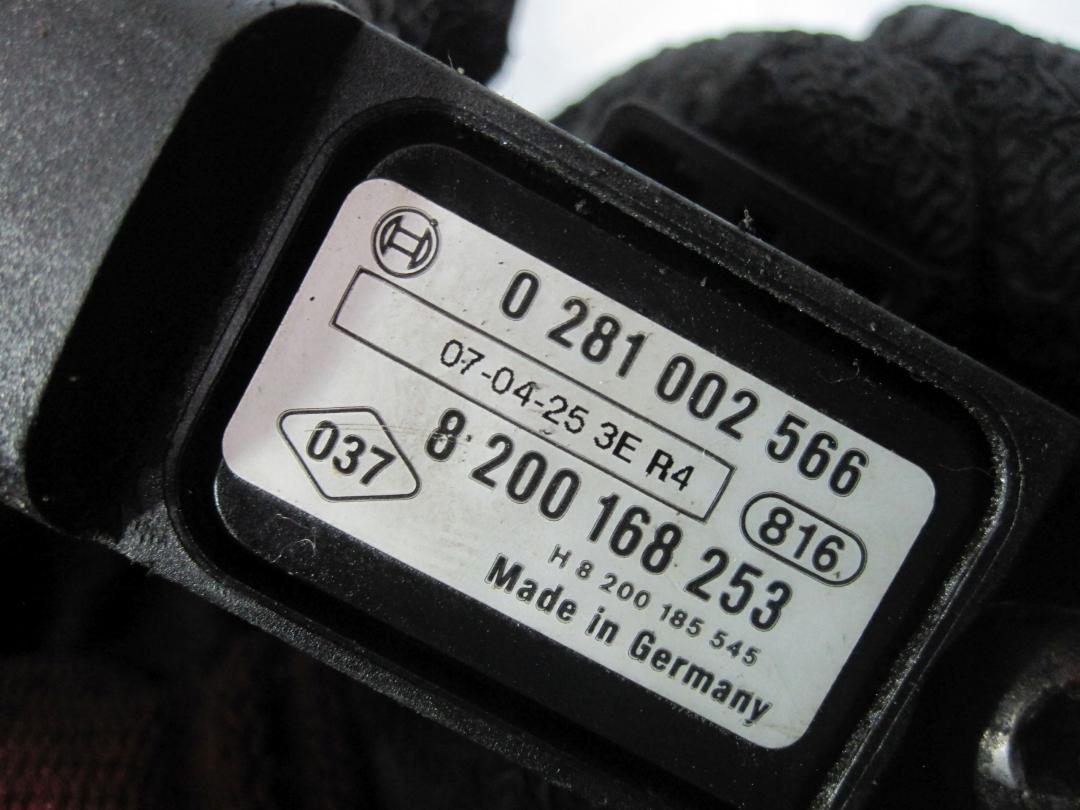 0 281 002 566
07-04-25 3E R4
037 8 200 168 253 816
H 8 200 185 545
Made in Germany